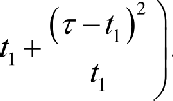 t₁ + (τ − t₁)²
t₁ ) .